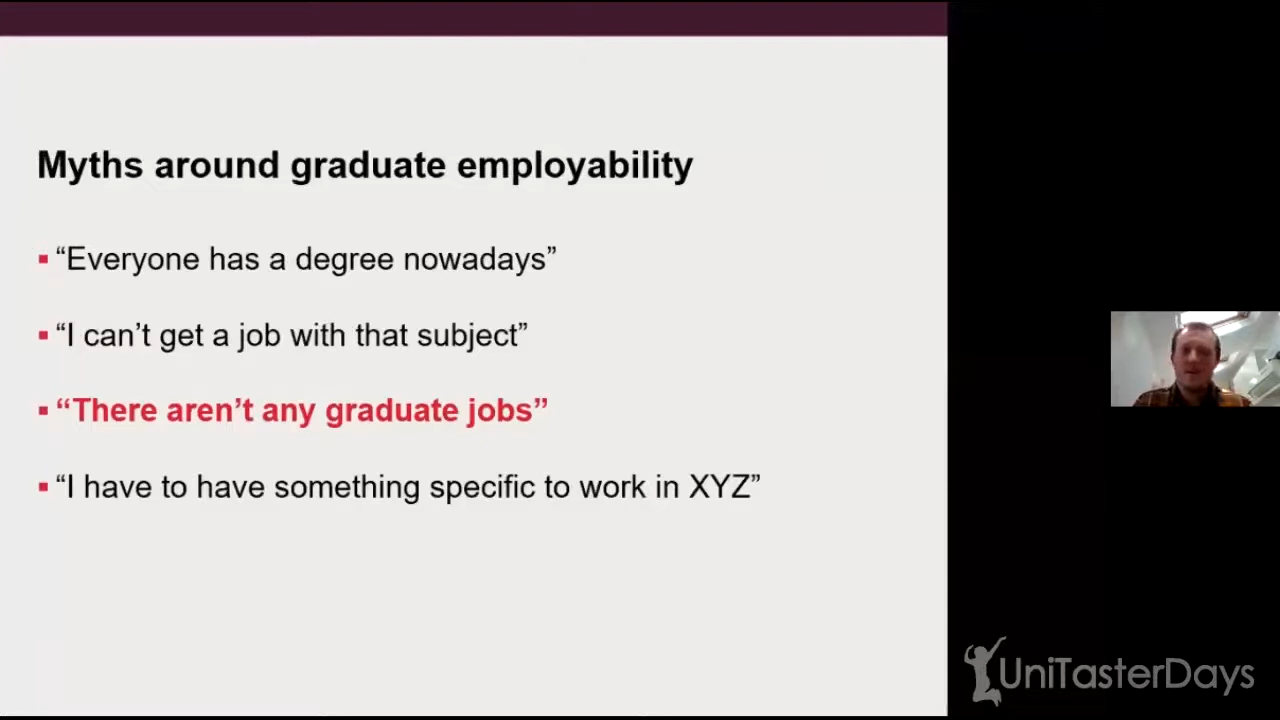 Myths around graduate employability
▪ “Everyone has a degree nowadays”
▪ “I can’t get a job with that subject”
▪ “There aren’t any graduate jobs”
▪ “I have to have something specific to work in XYZ”
UniTasterDays